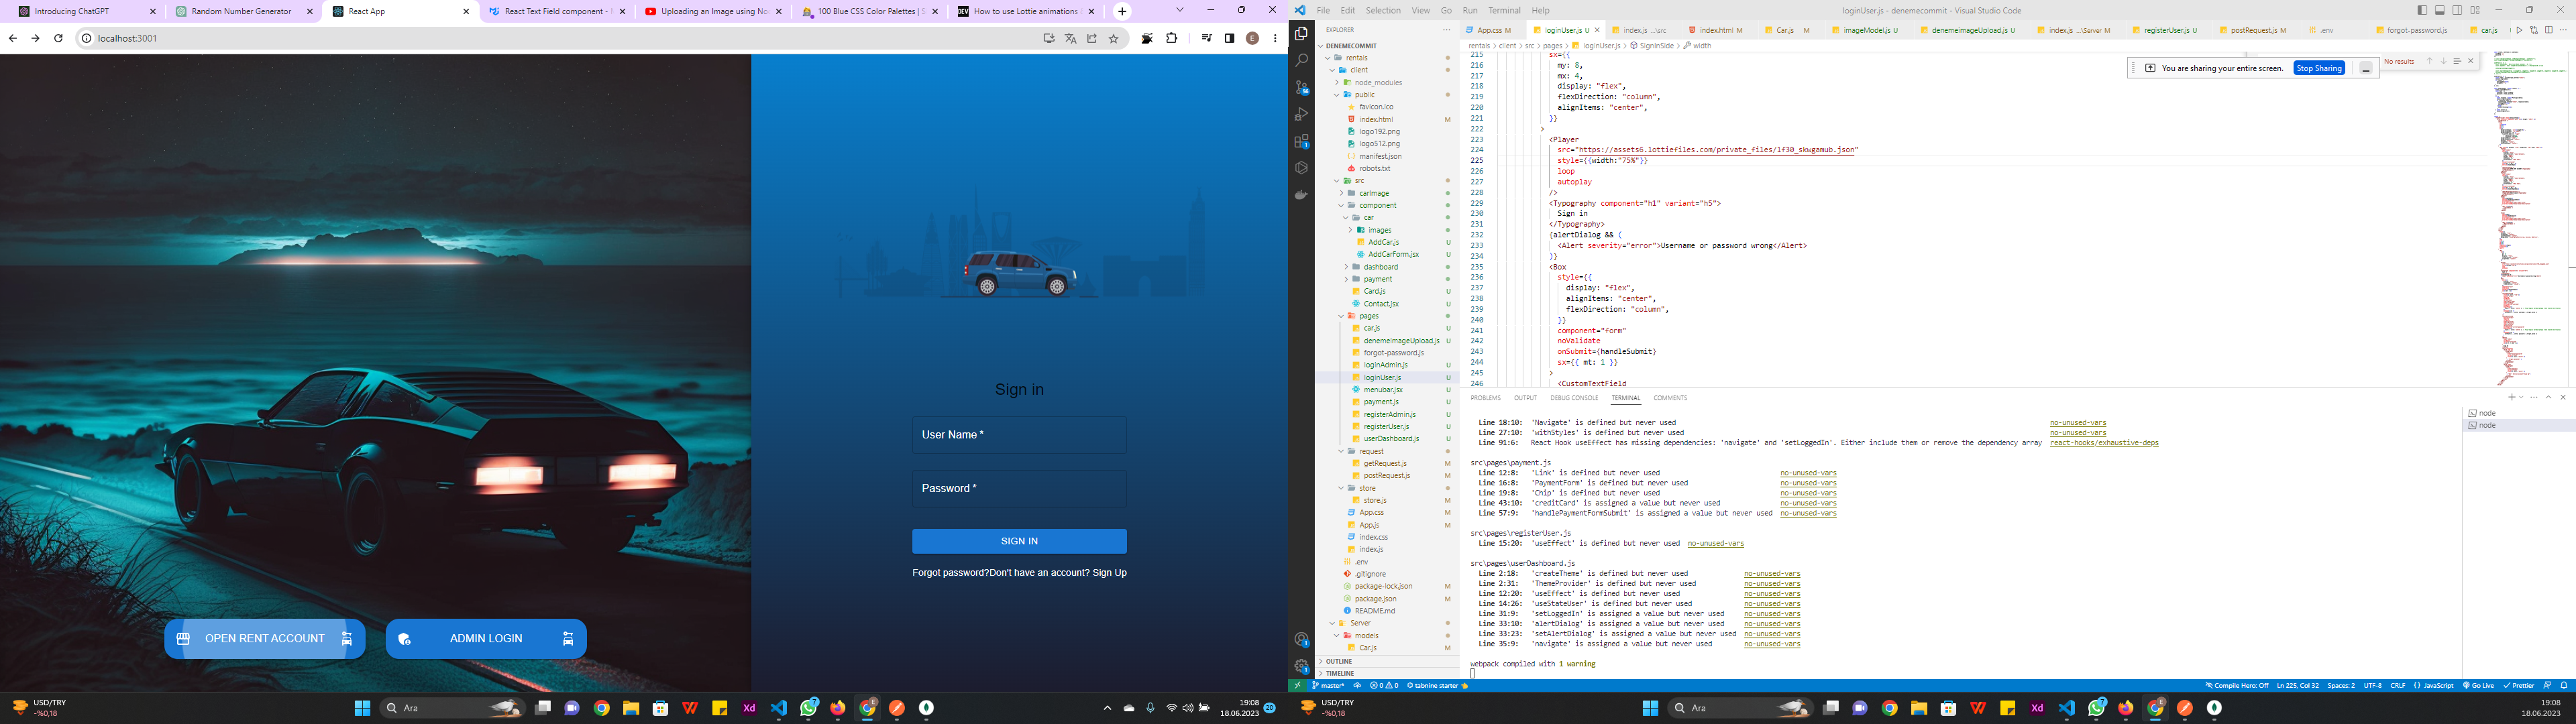 Introducing ChatGPT
Random Number Generator
React App
React Text Field component -
Uploading an Image using No
100 Blue CSS Color Palettes | S
How to use Lottie animations
localhost:3001
Sign in
User Name *
Password *
SIGN IN
Forgot password?Don't have an account? Sign Up
OPEN RENT ACCOUNT
ADMIN LOGIN
USD/TRY
-%0,18
Ara
19:08
18.06.2023
20
File Edit Selection View Go Run Terminal Help
loginUser.js - denemecommit - Visual Studio Code
EXPLORER
App.css M
loginUser.js U
index.js ...\src
index.html M
Car.js M
imageModel.js U
denemeimageUpload.js U
index.js ...\Server M
registerUser.js U
postRequest.js M
.env
forgot-password.js
car.js
rentals > client > src > pages > loginUser.js > SignInSide > width
No results
You are sharing your entire screen.
Stop Sharing
DENEMECOMMIT
rentals
client
node_modules
public
favicon.ico
index.html M
logo192.png
logo512.png
manifest.json
robots.txt
src
carImage
component
car
images
AddCar.js U
AddCarForm.jsx U
dashboard
payment
Card.js U
Contact.jsx U
pages
car.js U
denemeimageUpload.js U
forgot-password.js
loginAdmin.js U
loginUser.js U
menubar.jsx U
payment.js U
registerAdmin.js U
registerUser.js U
userDashboard.js U
request
getRequest.js M
postRequest.js M
store
store.js M
App.css M
App.js M
index.css
index.js
.env
.gitignore
package-lock.json M
package.json M
README.md
Server
models
Car.js M
OUTLINE
TIMELINE
215 sx={{
216 my: 8,
217 mx: 4,
218 display: "flex",
219 flexDirection: "column",
220 alignItems: "center",
221 }}
222 >
223 <Player
224 src="https://assets6.lottiefiles.com/private_files/lf30_skwgamub.json"
225 style={{width:"75%"}}
226 loop
227 autoplay
228 />
229 <Typography component="h1" variant="h5">
230 Sign in
231 </Typography>
232 {alertDialog && (
233 <Alert severity="error">Username or password wrong</Alert>
234 )}
235 <Box
236 style={{
237 display: "flex",
238 alignItems: "center",
239 flexDirection: "column",
240 }}
241 component="form"
242 noValidate
243 onSubmit={handleSubmit}
244 sx={{ mt: 1 }}
245 >
246 <CustomTextField
PROBLEMS OUTPUT DEBUG CONSOLE TERMINAL COMMENTS
node
node
Line 18:10: 'Navigate' is defined but never used no-unused-vars
Line 27:10: 'withStyles' is defined but never used no-unused-vars
Line 91:6: React Hook useEffect has missing dependencies: 'navigate' and 'setLoggedIn'. Either include them or remove the dependency array react-hooks/exhaustive-deps
src\pages\payment.js
Line 12:8: 'Link' is defined but never used no-unused-vars
Line 16:8: 'PaymentForm' is defined but never used no-unused-vars
Line 19:8: 'Chip' is defined but never used no-unused-vars
Line 43:10: 'creditCard' is assigned a value but never used no-unused-vars
Line 57:9: 'handlePaymentFormSubmit' is assigned a value but never used no-unused-vars
src\pages\registerUser.js
Line 15:20: 'useEffect' is defined but never used no-unused-vars
src\pages\userDashboard.js
Line 2:18: 'createTheme' is defined but never used no-unused-vars
Line 2:31: 'ThemeProvider' is defined but never used no-unused-vars
Line 12:20: 'useEffect' is defined but never used no-unused-vars
Line 14:26: 'useStateUser' is defined but never used no-unused-vars
Line 31:9: 'setLoggedIn' is assigned a value but never used no-unused-vars
Line 33:10: 'alertDialog' is assigned a value but never used no-unused-vars
Line 33:23: 'setAlertDialog' is assigned a value but never used no-unused-vars
Line 35:9: 'navigate' is assigned a value but never used no-unused-vars
webpack compiled with 1 warning
master* 0 0 tabnine starter
Compile Hero: Off Ln 225, Col 32 Spaces: 2 UTF-8 CRLF JavaScript Go Live Prettier
USD/TRY
-%0,18
Ara
19:08
18.06.2023